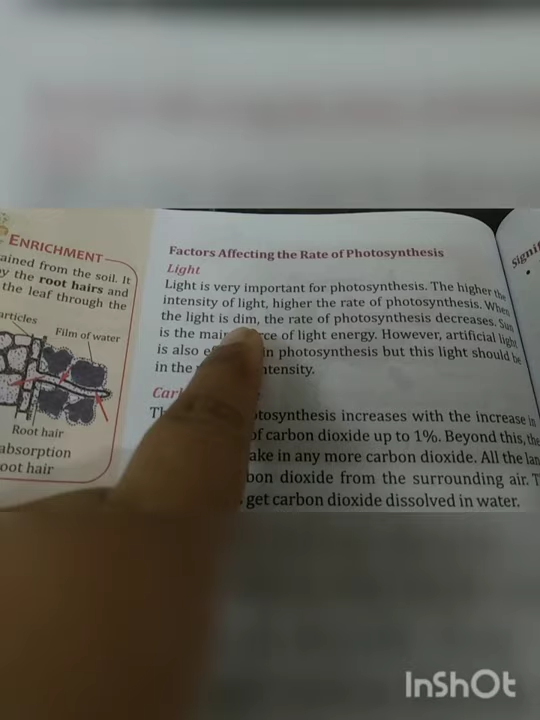 ENRICHMENT
ained from the soil. It
by the root hairs and
the leaf through the
articles
Film of water
Root hair
absorption
oot hair
Factors Affecting the Rate of Photosynthesis
Light
Light is very important for photosynthesis. The higher the
intensity of light, higher the rate of photosynthesis. When
the light is dim, the rate of photosynthesis decreases. Sun
is the mai rce of light energy. However, artificial light
is also e in photosynthesis but this light should be
in the ntensity.
Car
Th otosynthesis increases with the increase in
of carbon dioxide up to 1%. Beyond this, the
ake in any more carbon dioxide. All the lan
bon dioxide from the surrounding air. T
get carbon dioxide dissolved in water.
Signif
InShOt